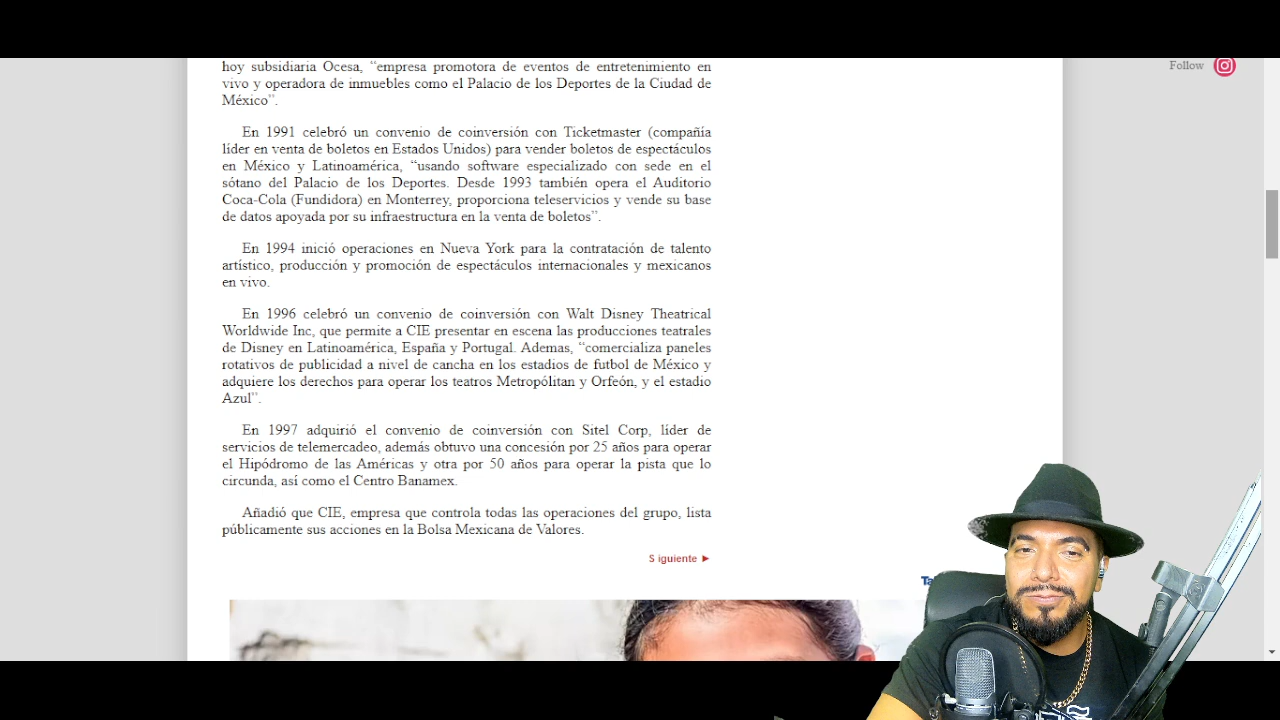 hoy subsidiaria Ocesa, “empresa promotora de eventos de entretenimiento en
vivo y operadora de inmuebles como el Palacio de los Deportes de la Ciudad de
México”.
Follow
En 1991 celebró un convenio de coinversión con Ticketmaster (compañía
líder en venta de boletos en Estados Unidos) para vender boletos de espectáculos
en México y Latinoamérica, “usando software especializado con sede en el
sótano del Palacio de los Deportes. Desde 1993 también opera el Auditorio
Coca-Cola (Fundidora) en Monterrey, proporciona teleservicios y vende su base
de datos apoyada por su infraestructura en la venta de boletos”.
En 1994 inició operaciones en Nueva York para la contratación de talento
artístico, producción y promoción de espectáculos internacionales y mexicanos
en vivo.
En 1996 celebró un convenio de coinversión con Walt Disney Theatrical
Worldwide Inc, que permite a CIE presentar en escena las producciones teatrales
de Disney en Latinoamérica, España y Portugal. Ademas, “comercializa paneles
rotativos de publicidad a nivel de cancha en los estadios de futbol de México y
adquiere los derechos para operar los teatros Metropólitan y Orfeón, y el estadio
Azul”.
En 1997 adquirió el convenio de coinversión con Sitel Corp, líder de
servicios de telemercadeo, además obtuvo una concesión por 25 años para operar
el Hipódromo de las Américas y otra por 50 años para operar la pista que lo
circunda, así como el Centro Banamex.
Añadió que CIE, empresa que controla todas las operaciones del grupo, lista
públicamente sus acciones en la Bolsa Mexicana de Valores.
S iguiente ►